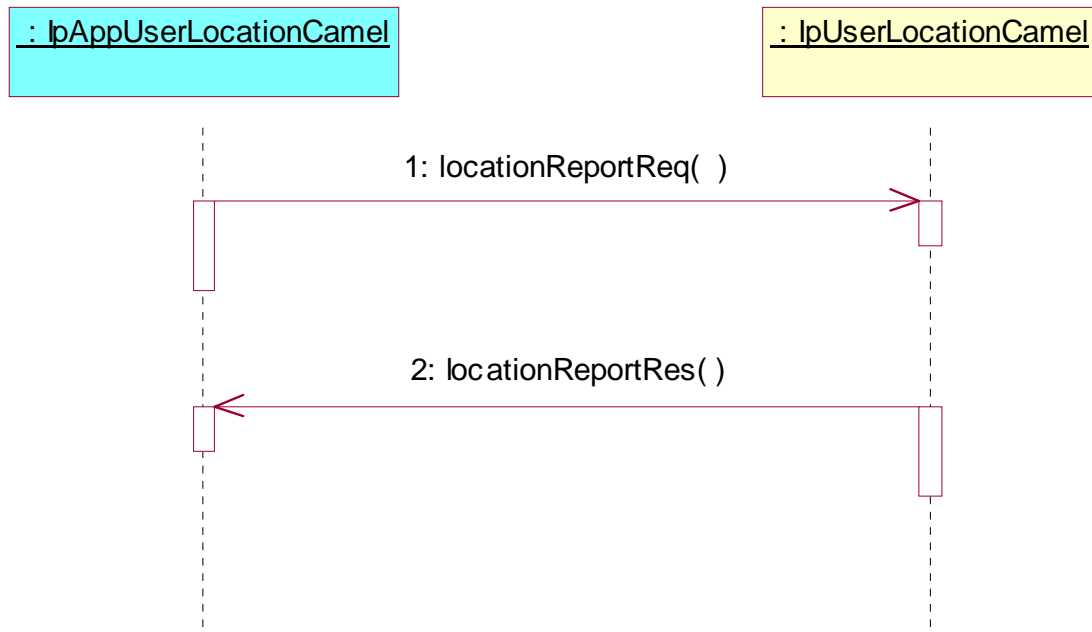 : IpAppUserLocationCamel
: IpUserLocationCamel
1: locationReportReq( )
2: locationReportRes( )